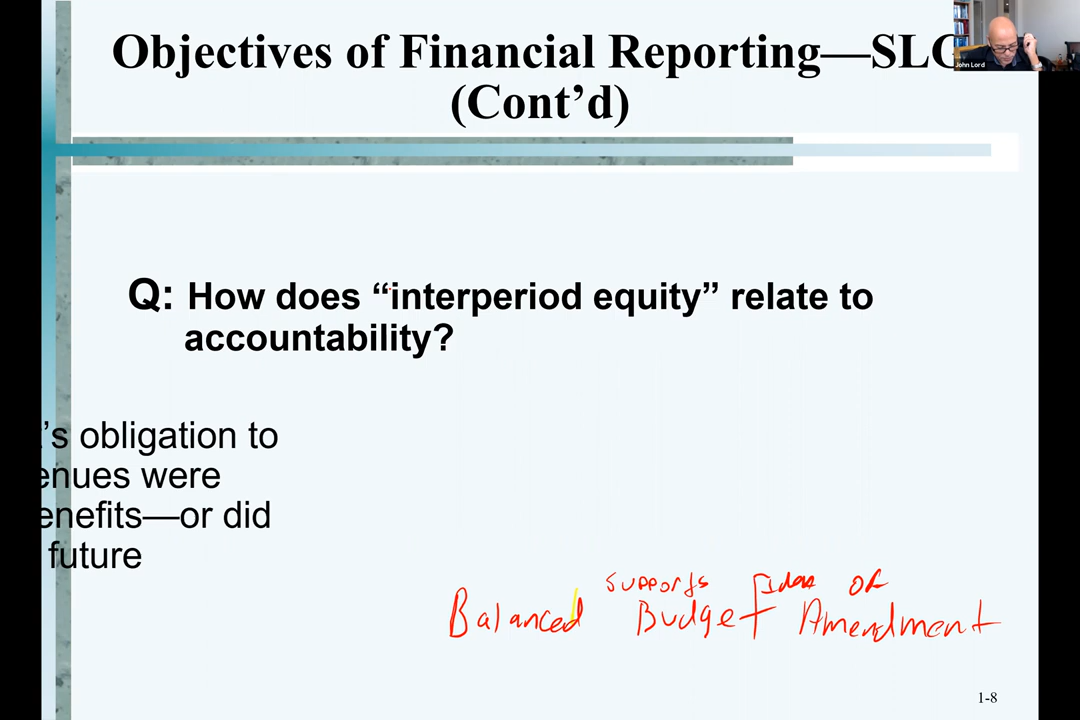 Objectives of Financial Reporting—SLG
(Cont’d)
John Lord
Q: How does “interperiod equity” relate to
accountability?
’s obligation to
enues were
enefits—or did
future
supports Idea of
Balanced Budget Amendment
1-8